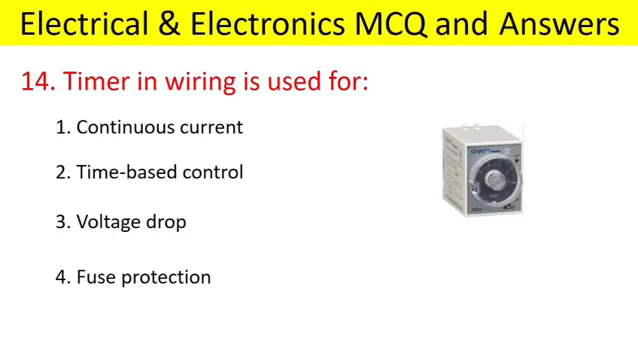 Electrical & Electronics MCQ and Answers
14. Timer in wiring is used for:
1. Continuous current
2. Time-based control
3. Voltage drop
4. Fuse protection
CHNT